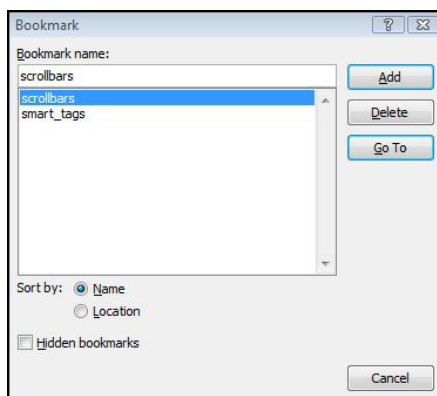 Bookmark
Bookmark name:
scrollbars
Add
scrollbars
smart_tags
Delete
Go To
Sort by:
Name
Location
Hidden bookmarks
Cancel